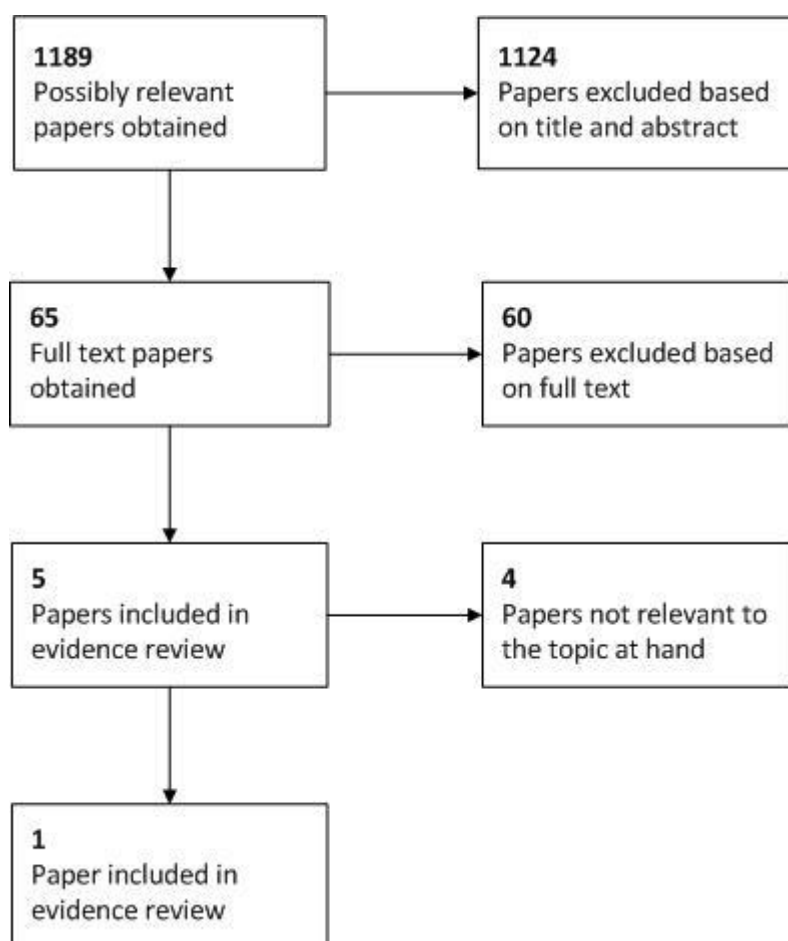 1189
Possibly relevant
papers obtained
1124
Papers excluded based
on title and abstract
65
Full text papers
obtained
60
Papers excluded based
on full text
5
Papers included in
evidence review
4
Papers not relevant to
the topic at hand
1
Paper included in
evidence review